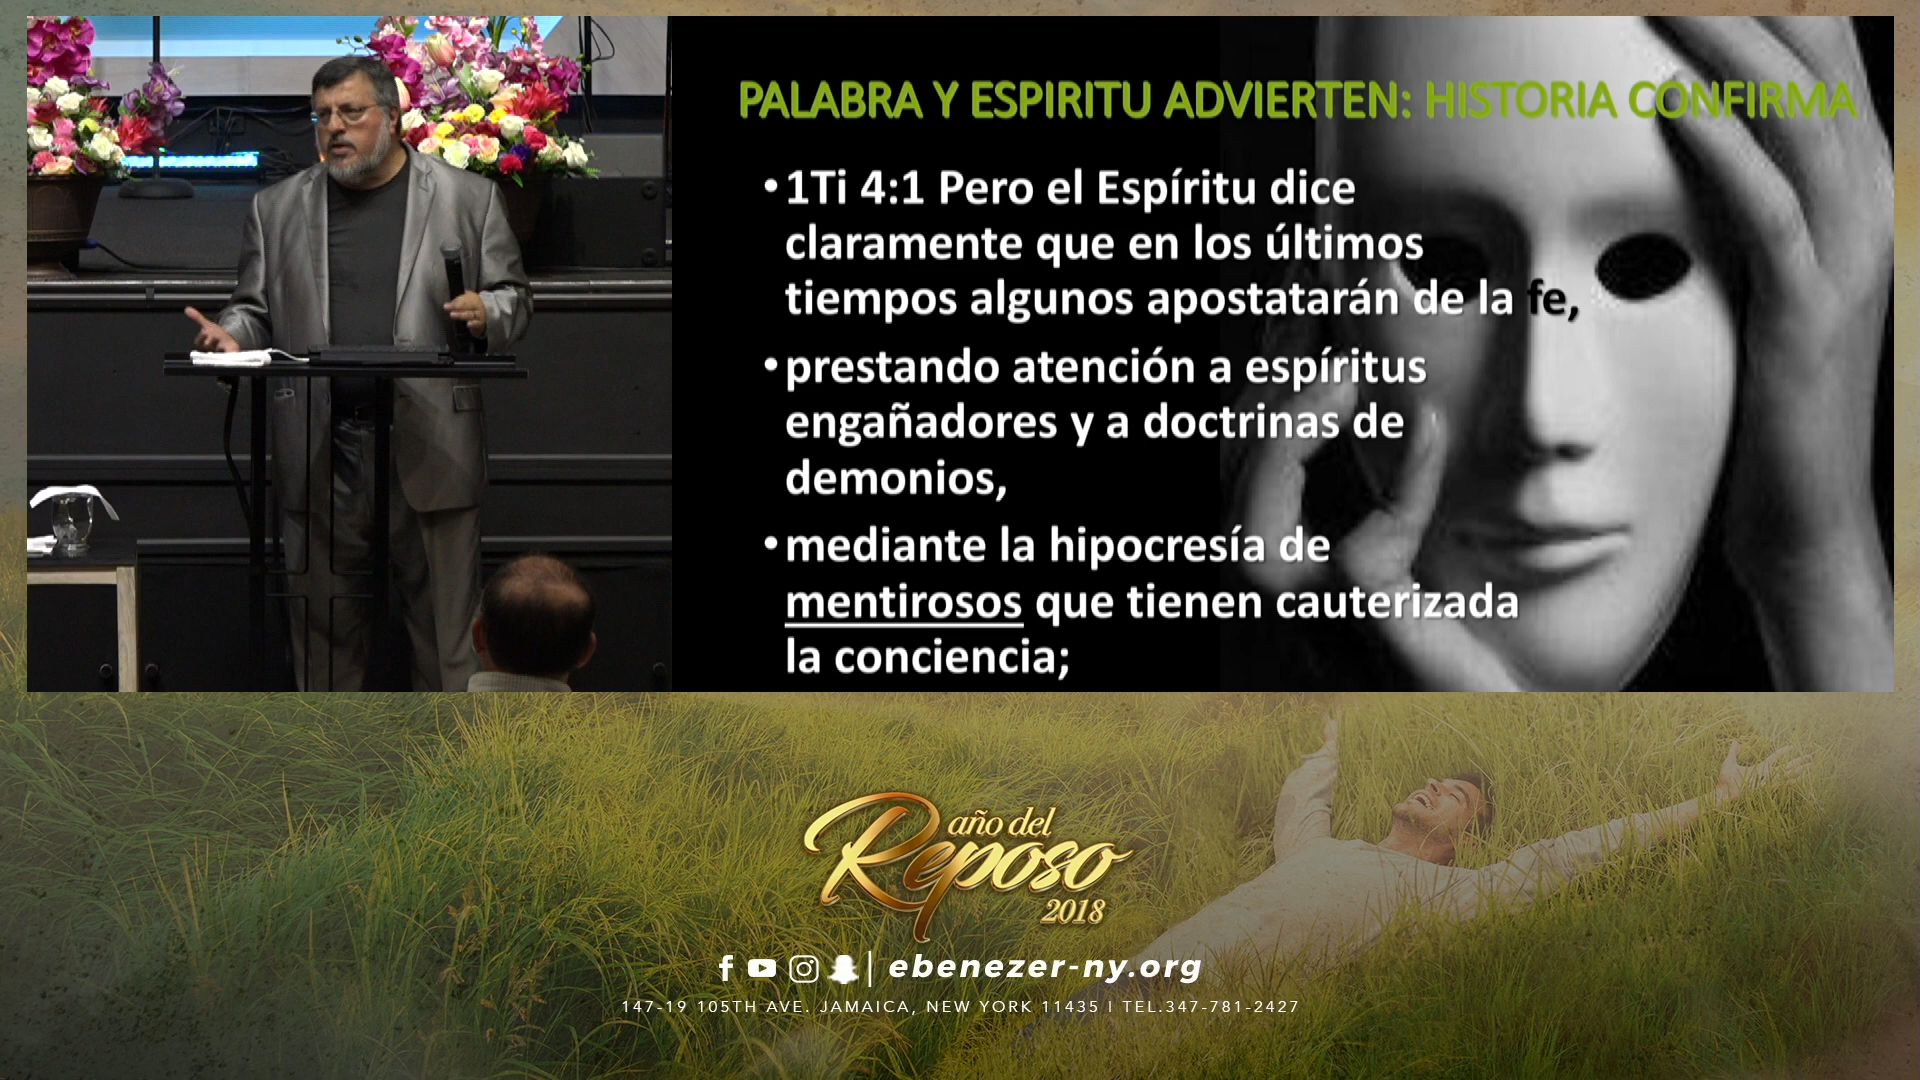 PALABRA Y ESPIRITU ADVIERTEN: HISTORIA CONFIRMA
• 1Ti 4:1 Pero el Espíritu dice
claramente que en los últimos
tiempos algunos apostatarán de la fe,
• prestando atención a espíritus
engañadores y a doctrinas de
demonios,
• mediante la hipocresía de
mentirosos que tienen cauterizada
la conciencia;
año del
Reposo
2018
ebenezer-ny.org
147-19 105TH AVE. JAMAICA, NEW YORK 11435 | TEL.347-781-2427